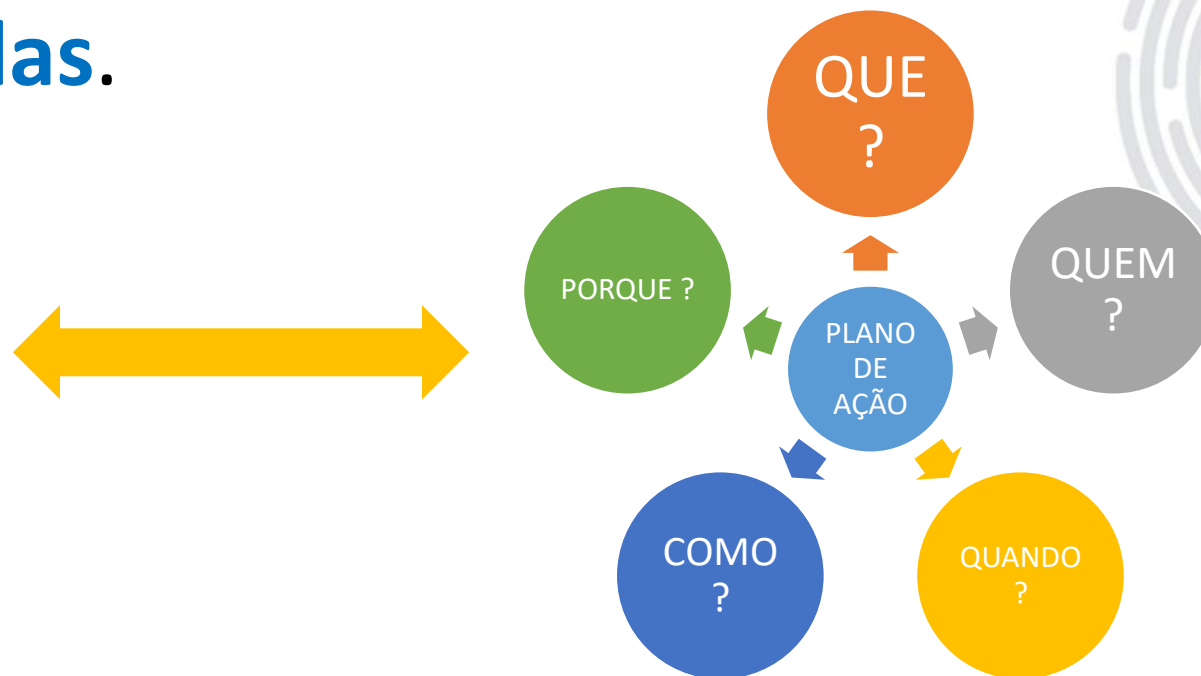 las.
QUE
?
PORQUE ?
QUEM
?
PLANO
DE
AÇÃO
COMO
?
QUANDO
?